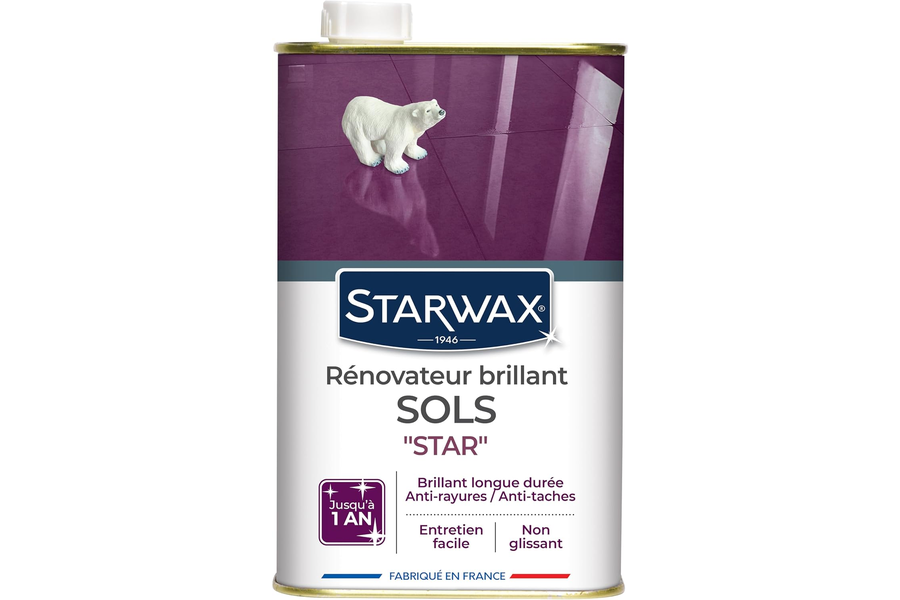 STARWAX®
1946
Rénovateur brillant
SOLS
"STAR"
Jusqu'à
1 AN
Brillant longue durée
Anti-rayures / Anti-taches
Entretien
facile
Non
glissant
FABRIQUÉ EN FRANCE